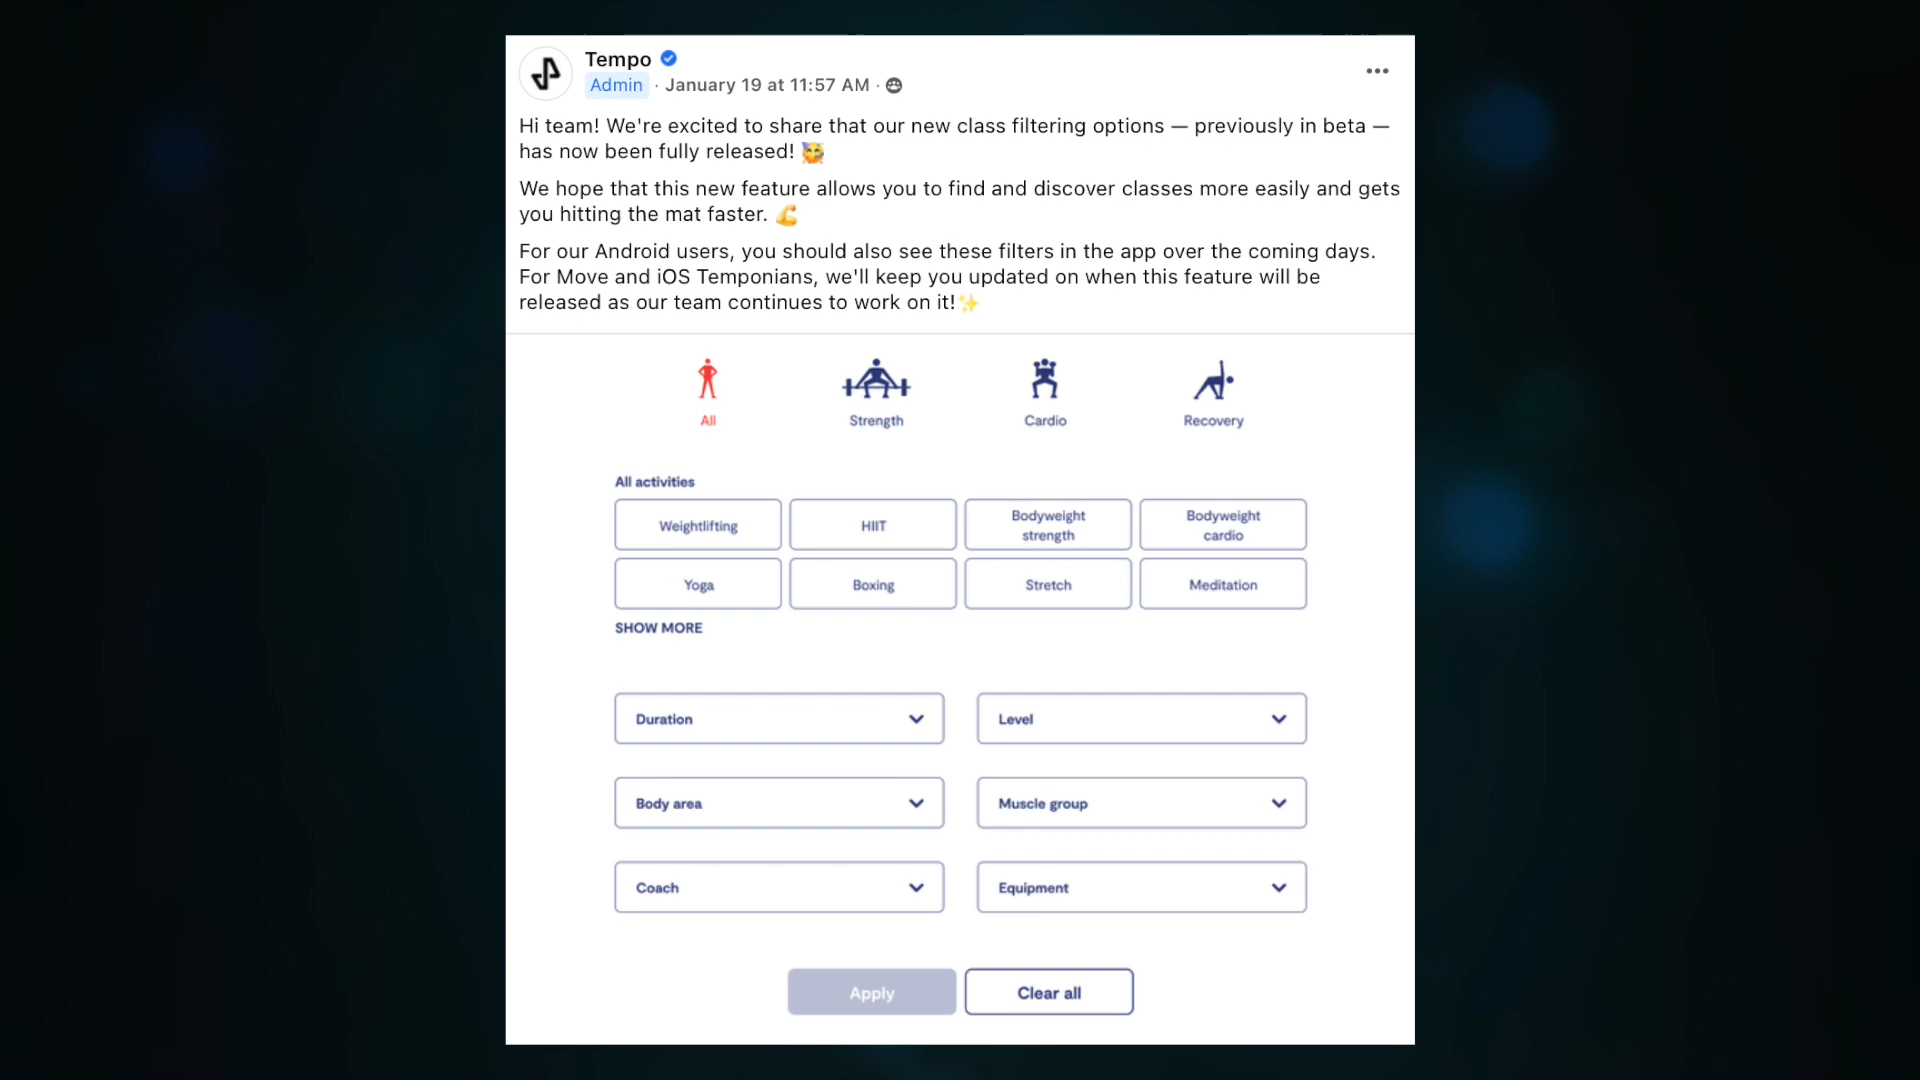 Tempo
Admin · January 19 at 11:57 AM ·
Hi team! We're excited to share that our new class filtering options — previously in beta —
has now been fully released! 🥳
We hope that this new feature allows you to find and discover classes more easily and gets
you hitting the mat faster. 💪
For our Android users, you should also see these filters in the app over the coming days.
For Move and iOS Temponians, we'll keep you updated on when this feature will be
released as our team continues to work on it!✨
All
Strength
Cardio
Recovery
All activities
Weightlifting
HIIT
Bodyweight
strength
Bodyweight
cardio
Yoga
Boxing
Stretch
Meditation
SHOW MORE
Duration
Level
Body area
Muscle group
Coach
Equipment
Apply
Clear all